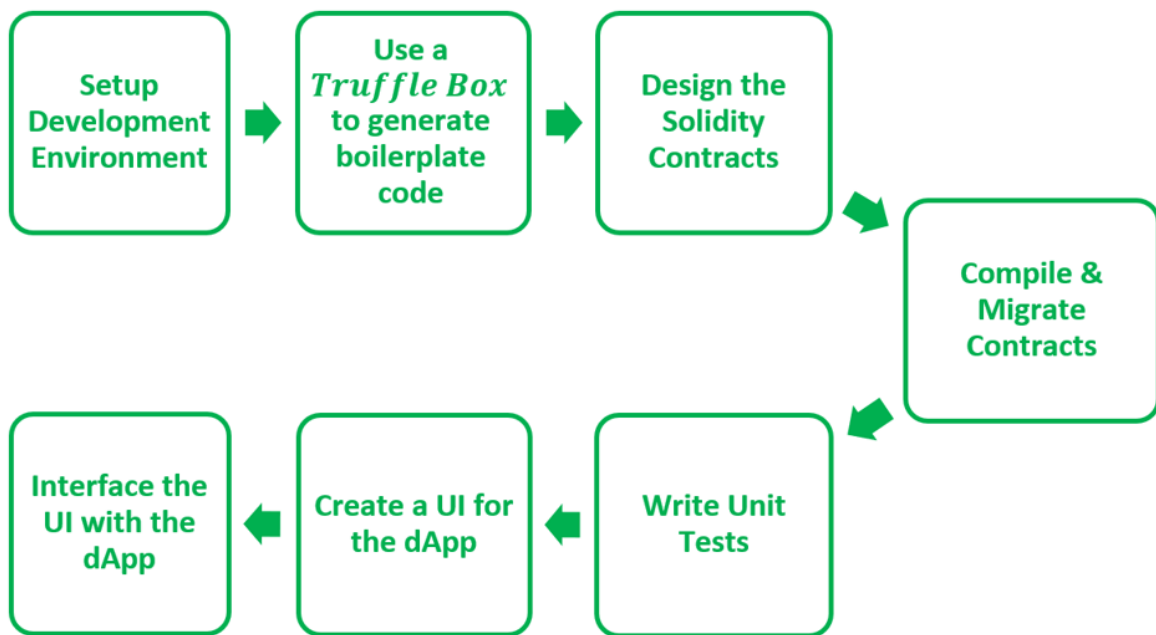 Setup
Development
Environment
Use a
Truffle Box
to generate
boilerplate
code
Design the
Solidity
Contracts
Compile &
Migrate
Contracts
Write Unit
Tests
Create a UI for
the dApp
Interface the
UI with the
dApp